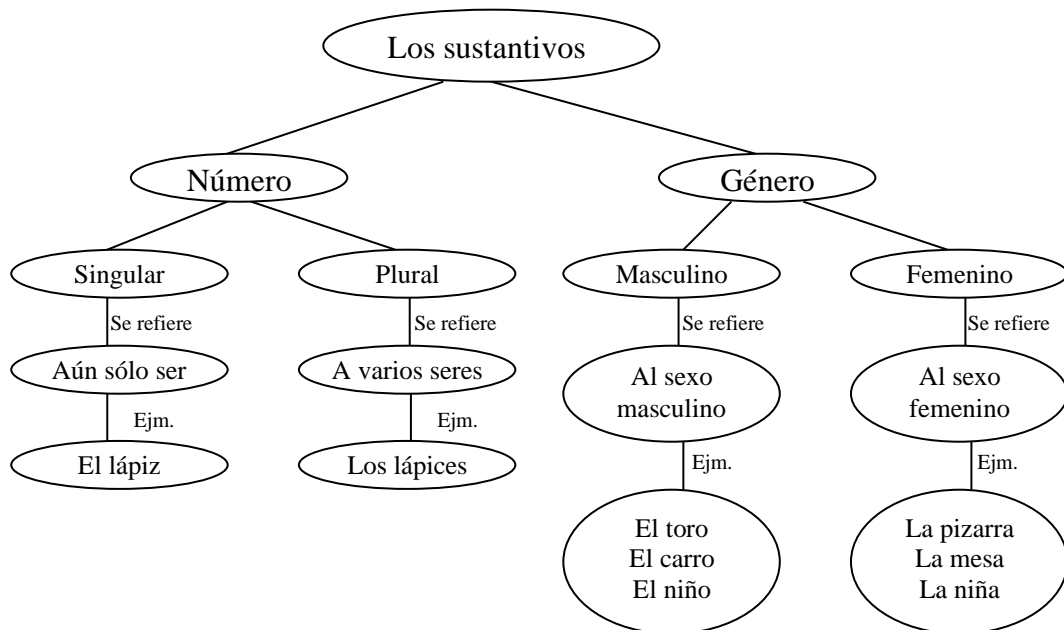 Los sustantivos
Número
Género
Singular
Plural
Masculino
Femenino
Se refiere
Se refiere
Se refiere
Se refiere
Aún sólo ser
A varios seres
Al sexo
masculino
Al sexo
femenino
Ejm.
Ejm.
Ejm.
Ejm.
El lápiz
Los lápices
El toro
El carro
El niño
La pizarra
La mesa
La niña